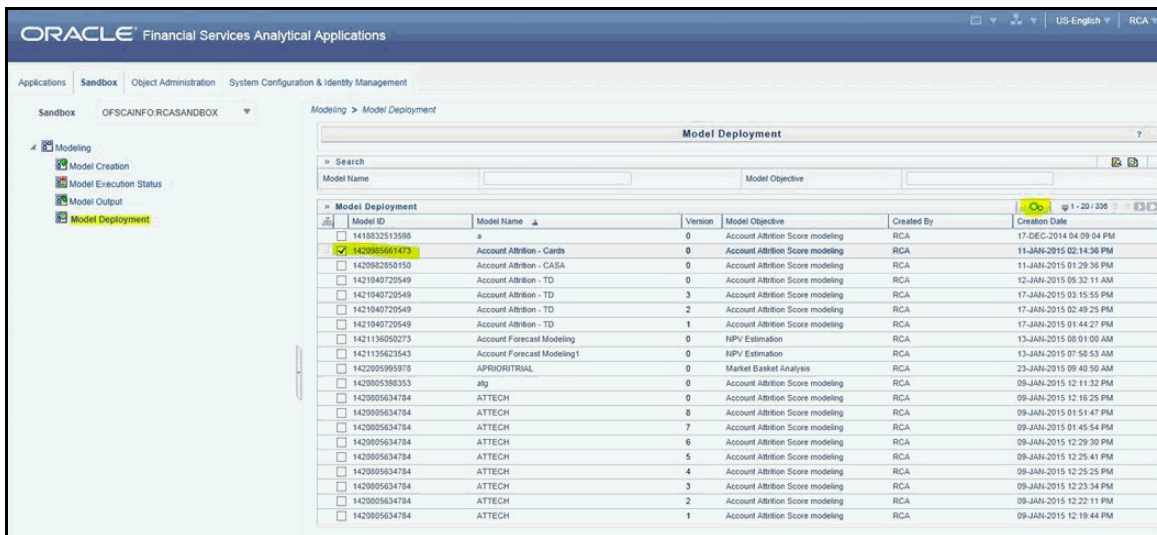 US-English
RCA
ORACLE Financial Services Analytical Applications
Applications Sandbox Object Administration System Configuration & Identity Management
Sandbox OFSCAINFO:RCASANDBOX
Modeling > Model Deployment
Modeling
Model Creation
Model Execution Status
Model Output
Model Deployment
Model Deployment ?
» Search
Model Name Model Objective
» Model Deployment 1 - 20 / 336
Model ID Model Name Version Model Objective Created By Creation Date
1418832513598 a 0 Account Attrition Score modeling RCA 17-DEC-2014 04:09:04 PM
1420985661473 Account Attrition - Cards 0 Account Attrition Score modeling RCA 11-JAN-2015 02:14:36 PM
1420982850150 Account Attrition - CASA 0 Account Attrition Score modeling RCA 11-JAN-2015 01:29:36 PM
1421040720549 Account Attrition - TD 0 Account Attrition Score modeling RCA 12-JAN-2015 05:32:11 AM
1421040720549 Account Attrition - TD 3 Account Attrition Score modeling RCA 17-JAN-2015 03:15:55 PM
1421040720549 Account Attrition - TD 2 Account Attrition Score modeling RCA 17-JAN-2015 02:49:25 PM
1421040720549 Account Attrition - TD 1 Account Attrition Score modeling RCA 17-JAN-2015 01:44:27 PM
1421136050273 Account Forecast Modeling 0 NPV Estimation RCA 13-JAN-2015 08:01:00 AM
1421135623543 Account Forecast Modeling1 0 NPV Estimation RCA 13-JAN-2015 07:58:53 AM
1422005995978 APRIORITRIAL 0 Market Basket Analysis RCA 23-JAN-2015 09:40:50 AM
1420805398353 atg 0 Account Attrition Score modeling RCA 09-JAN-2015 12:11:32 PM
1420805634784 ATTECH 0 Account Attrition Score modeling RCA 09-JAN-2015 12:16:25 PM
1420805634784 ATTECH 8 Account Attrition Score modeling RCA 09-JAN-2015 01:51:47 PM
1420805634784 ATTECH 7 Account Attrition Score modeling RCA 09-JAN-2015 01:45:54 PM
1420805634784 ATTECH 6 Account Attrition Score modeling RCA 09-JAN-2015 12:29:30 PM
1420805634784 ATTECH 5 Account Attrition Score modeling RCA 09-JAN-2015 12:25:41 PM
1420805634784 ATTECH 4 Account Attrition Score modeling RCA 09-JAN-2015 12:25:25 PM
1420805634784 ATTECH 3 Account Attrition Score modeling RCA 09-JAN-2015 12:23:34 PM
1420805634784 ATTECH 2 Account Attrition Score modeling RCA 09-JAN-2015 12:22:11 PM
1420805634784 ATTECH 1 Account Attrition Score modeling RCA 09-JAN-2015 12:19:44 PM